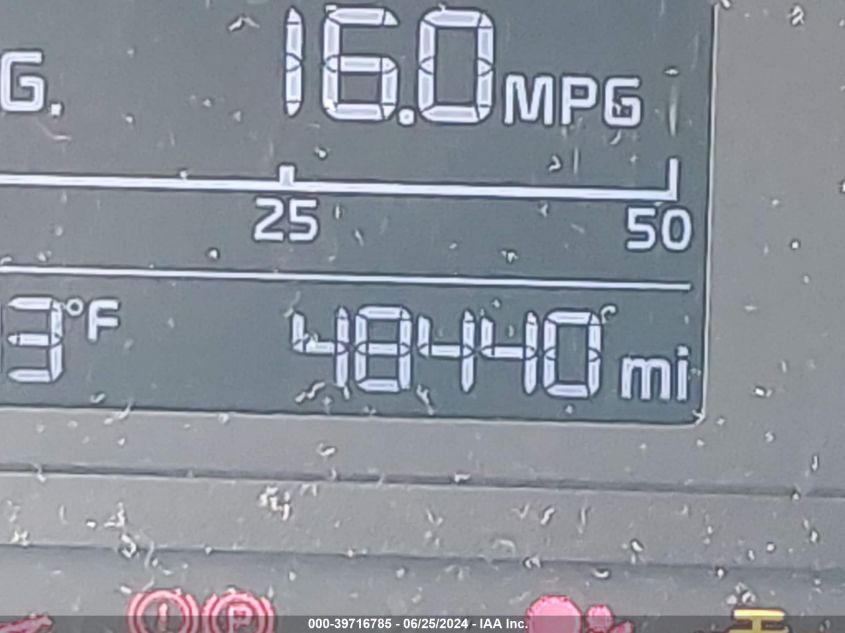 G. 16.0 MPG
25 50
3°F 48440 mi
000-39716785 - 06/25/2024 - IAA Inc.